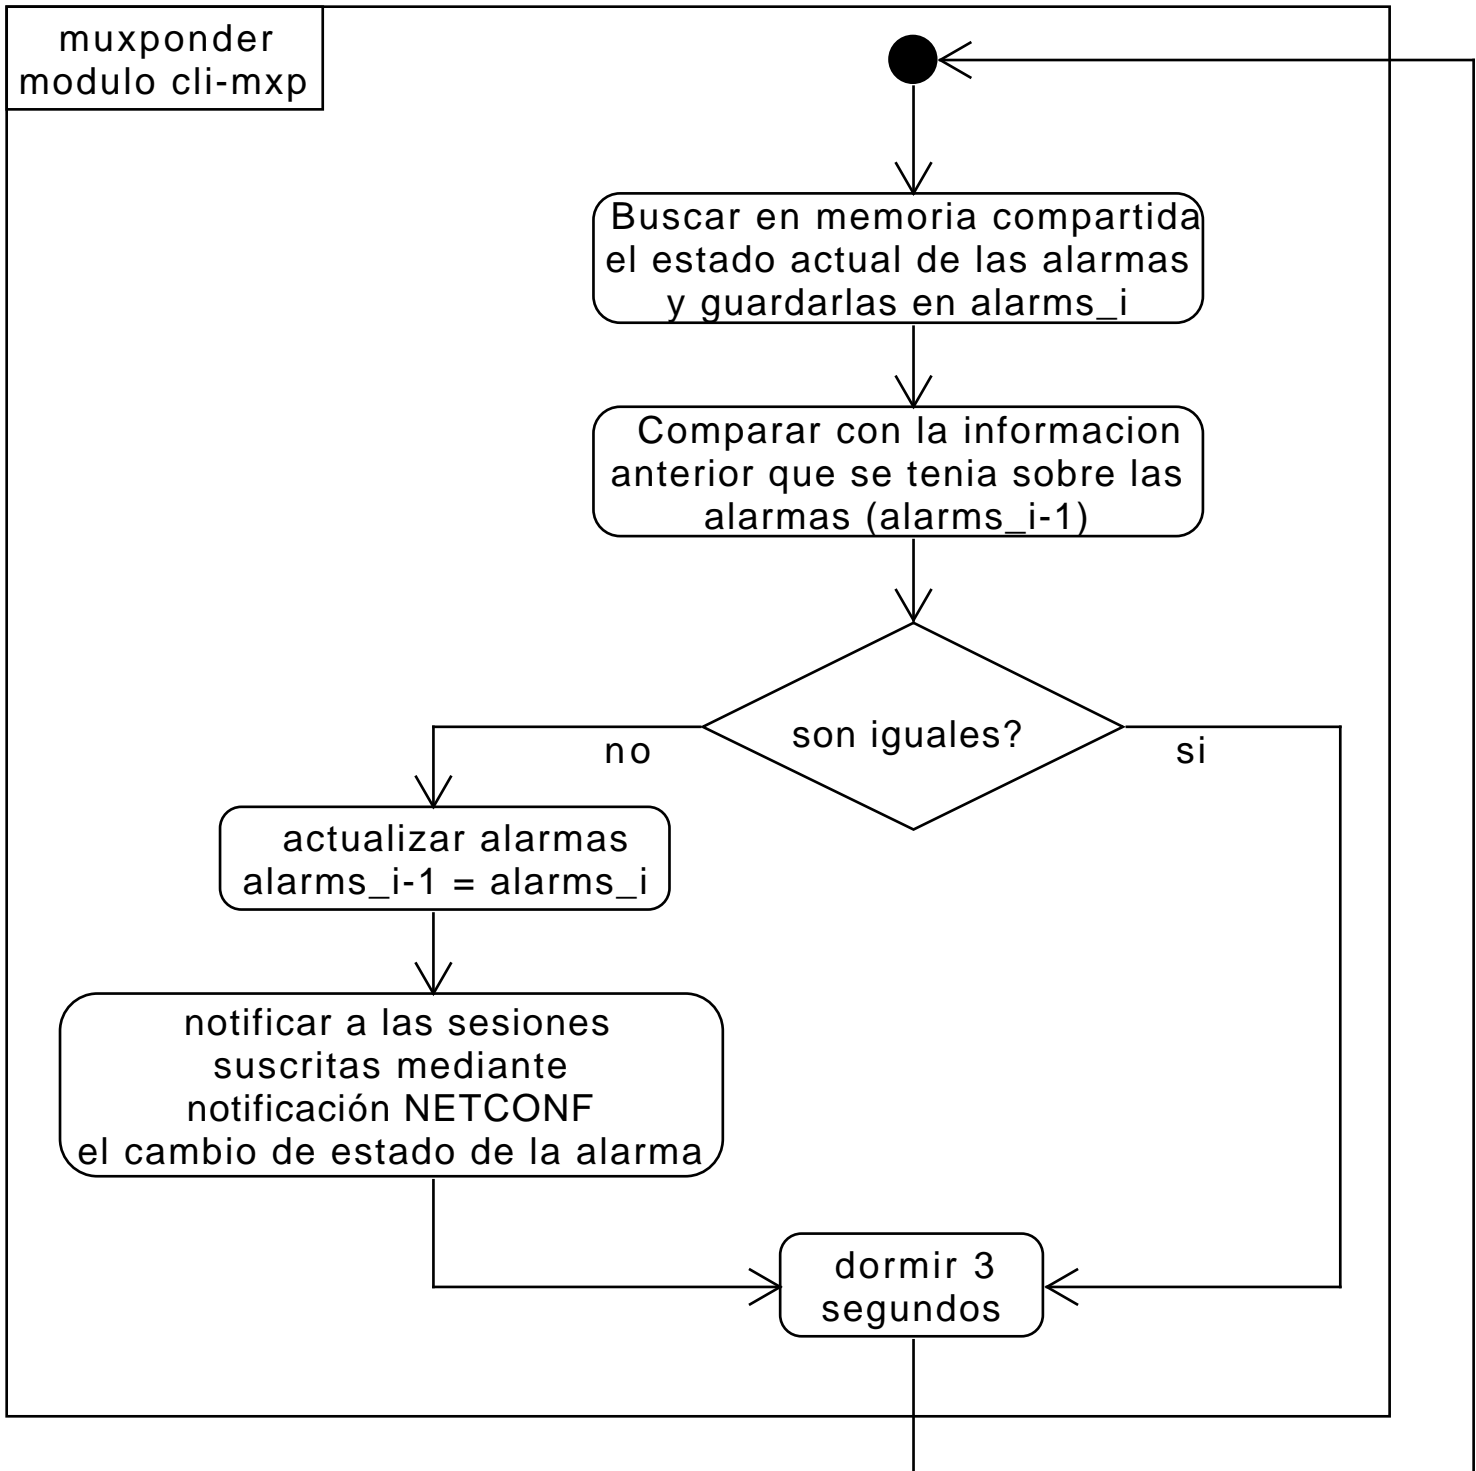 muxponder
modulo cli-mxp
Buscar en memoria compartida
el estado actual de las alarmas
y guardarlas en alarms_i
Comparar con la informacion
anterior que se tenia sobre las
alarmas (alarms_i-1)
son iguales?
no
si
actualizar alarmas
alarms_i-1 = alarms_i
notificar a las sesiones
suscritas mediante
notificación NETCONF
el cambio de estado de la alarma
dormir 3
segundos